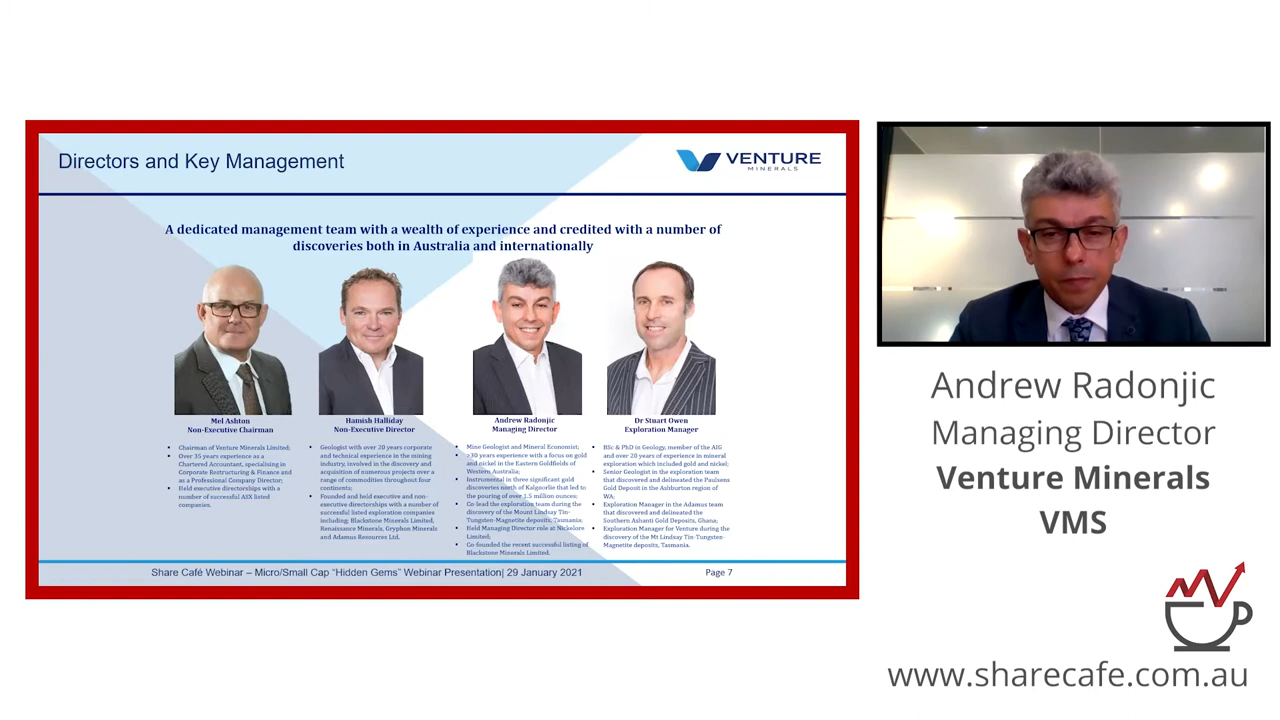 Directors and Key Management
VENTURE
MINERALS
A dedicated management team with a wealth of experience and credited with a number of
discoveries both in Australia and internationally
Mel Ashton
Non-Executive Chairman
Chairman of Venture Minerals Limited;
Over 35 years experience as a
Chartered Accountant, specialising in
Corporate Restructuring & Finance and
as a Professional Company Director;
Held executive directorships with a
number of successful ASX listed
companies.
Hamish Halliday
Non-Executive Director
Geologist with over 20 years corporate
and technical experience in the mining
industry, involved in the discovery and
acquisition of numerous projects over a
range of commodities throughout four
continents;
Founded and held executive and non-
executive directorships with a number of
successful listed exploration companies
including; Blackstone Minerals Limited,
Renaissance Minerals, Gryphon Minerals
and Adamus Resources Ltd.
Andrew Radonjic
Managing Director
Mine Geologist and Mineral Economist;
>30 years experience with a focus on gold
and nickel in the Eastern Goldfields of
Western Australia;
Instrumental in three significant gold
discoveries north of Kalgoorlie that led to
the pouring of over 1.5 million ounces;
Co-lead the exploration team during the
discovery of the Mount Lindsay Tin-
Tungsten-Magnetite deposits, Tasmania;
Held Managing Director role at Nickelore
Limited;
Co-founded the recent successful listing of
Blackstone Minerals Limited.
Dr Stuart Owen
Exploration Manager
BSc & PhD in Geology, member of the AIG
and over 20 years of experience in mineral
exploration which included gold and nickel;
Senior Geologist in the exploration team
that discovered and delineated the Paulsens
Gold Deposit in the Ashburton region of
WA;
Exploration Manager in the Adamus team
that discovered and delineated the
Southern Ashanti Gold Deposits, Ghana;
Exploration Manager for Venture during the
discovery of the Mt Lindsay Tin-Tungsten-
Magnetite deposits, Tasmania.
Share Café Webinar – Micro/Small Cap “Hidden Gems” Webinar Presentation| 29 January 2021
Page 7
Andrew Radonjic
Managing Director
Venture Minerals
VMS
www.sharecafe.com.au